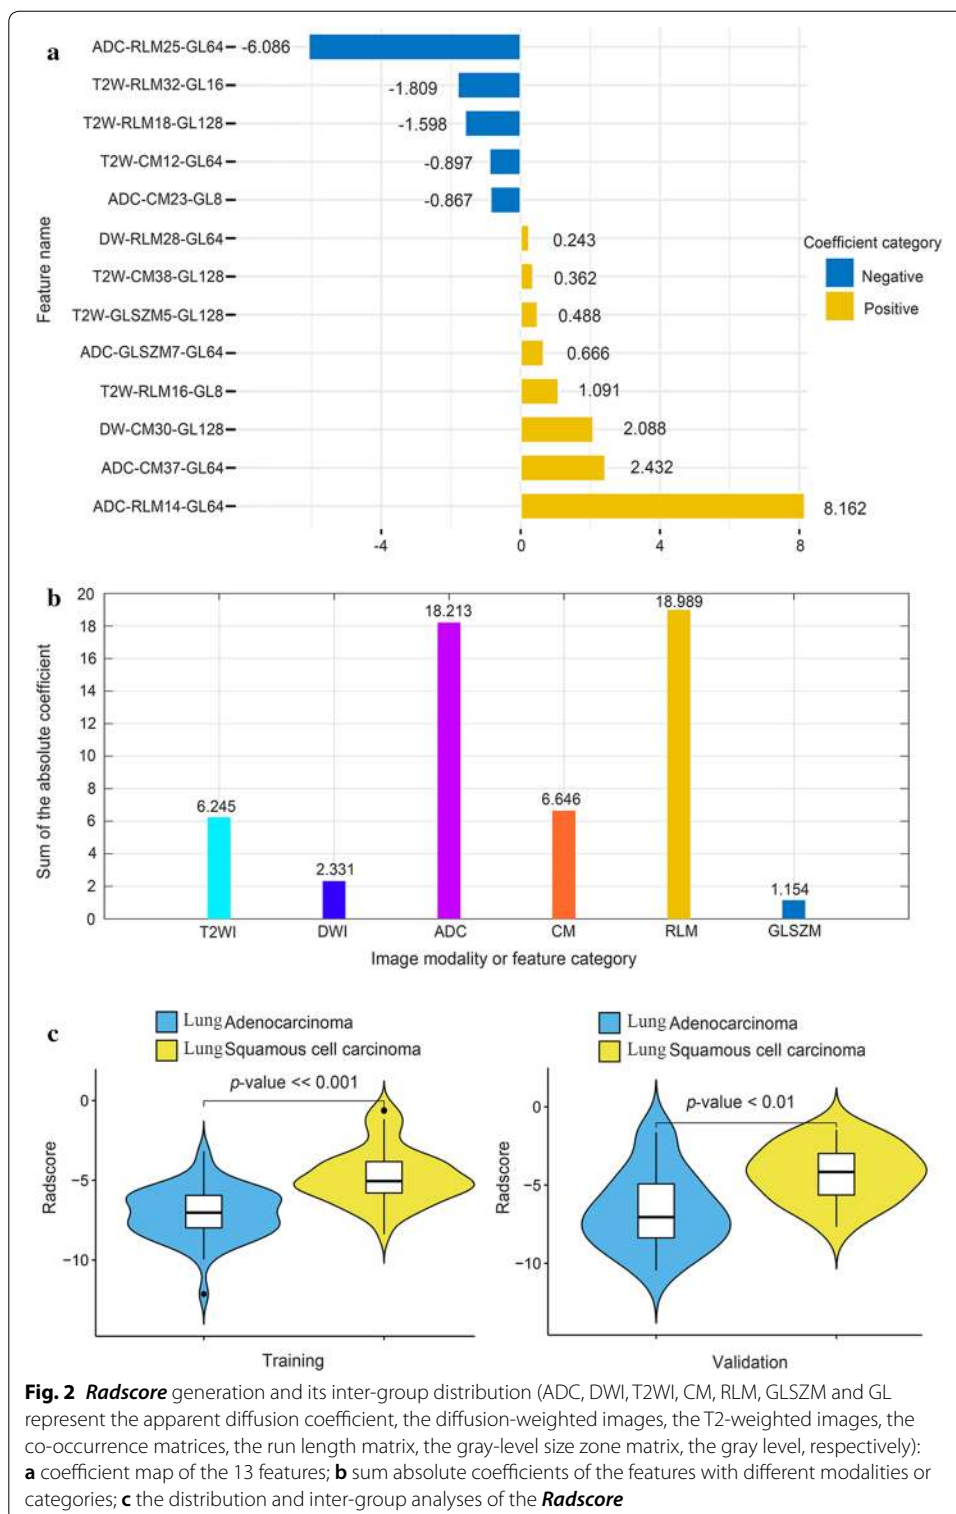 a
ADC-RLM25-GL64 -6.086
T2W-RLM32-GL16 -1.809
T2W-RLM18-GL128 -1.598
T2W-CM12-GL64 -0.897
ADC-CM23-GL8 -0.867
DW-RLM28-GL64 0.243
T2W-CM38-GL128 0.362
T2W-GLSZM5-GL128 0.488
ADC-GLSZM7-GL64 0.666
T2W-RLM16-GL8 1.091
DW-CM30-GL128 2.088
ADC-CM37-GL64 2.432
ADC-RLM14-GL64 8.162
Feature name
Coefficient category
Negative
Positive
-4 0 4 8
b
20
18
16
14
12
10
8
6
4
2
0
Sum of the absolute coefficient
6.245 2.331 18.213 6.646 18.989 1.154
T2WI DWI ADC CM RLM GLSZM
Image modality or feature category
c
Lung Adenocarcinoma
Lung Squamous cell carcinoma
p-value << 0.001
0
−5
−10
Radscore
Training
Lung Adenocarcinoma
Lung Squamous cell carcinoma
p-value < 0.01
0
−5
−10
Radscore
Validation
Fig. 2 Radscore generation and its inter-group distribution (ADC, DWI, T2WI, CM, RLM, GLSZM and GL
represent the apparent diffusion coefficient, the diffusion-weighted images, the T2-weighted images, the
co-occurrence matrices, the run length matrix, the gray-level size zone matrix, the gray level, respectively):
a coefficient map of the 13 features; b sum absolute coefficients of the features with different modalities or
categories; c the distribution and inter-group analyses of the Radscore